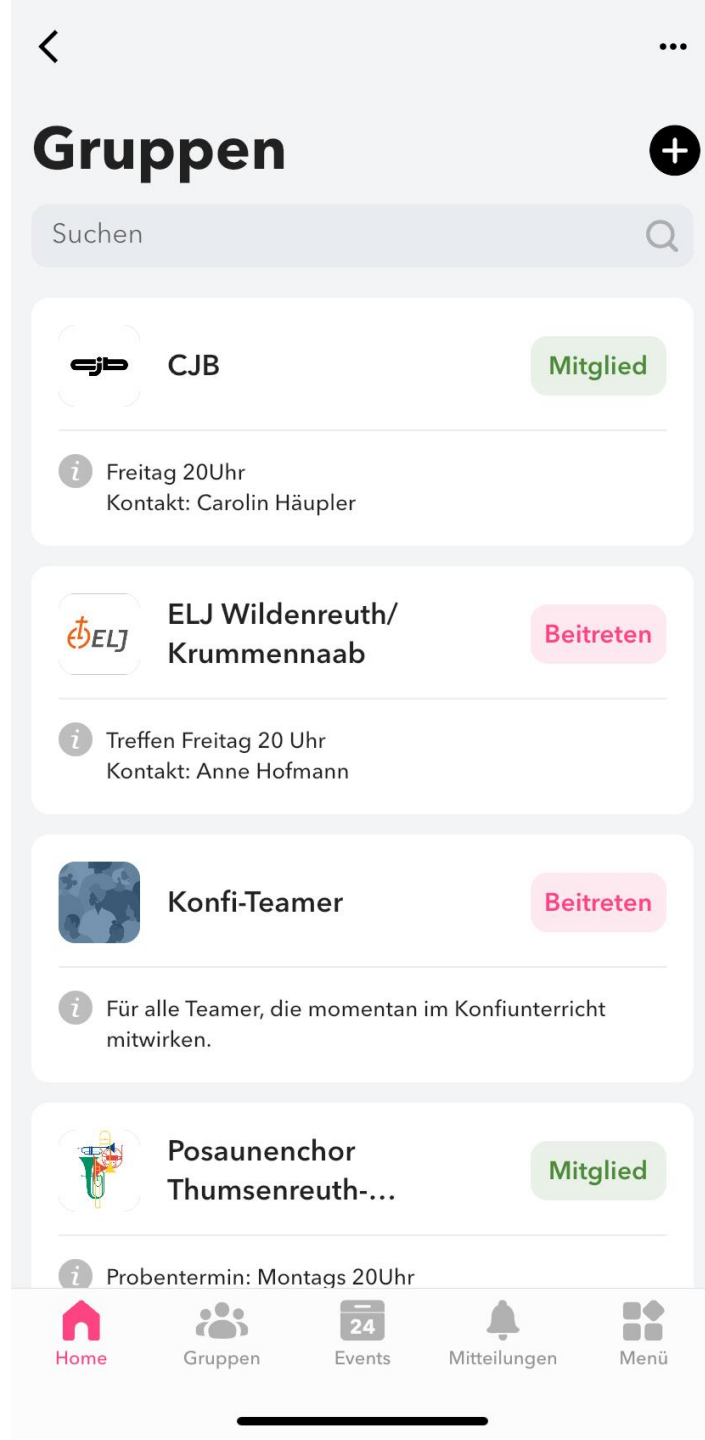 Gruppen
Suchen
cjb
CJB
Mitglied
Freitag 20Uhr
Kontakt: Carolin Häupler
ELJ
ELJ Wildenreuth/
Krummennaab
Beitreten
Treffen Freitag 20 Uhr
Kontakt: Anne Hofmann
Konfi-Teamer
Beitreten
Für alle Teamer, die momentan im Konfiunterricht
mitwirken.
Posaunenchor
Thumsenreuth-...
Mitglied
Probentermin: Montags 20Uhr
24
Home
Gruppen
Events
Mitteilungen
Menü